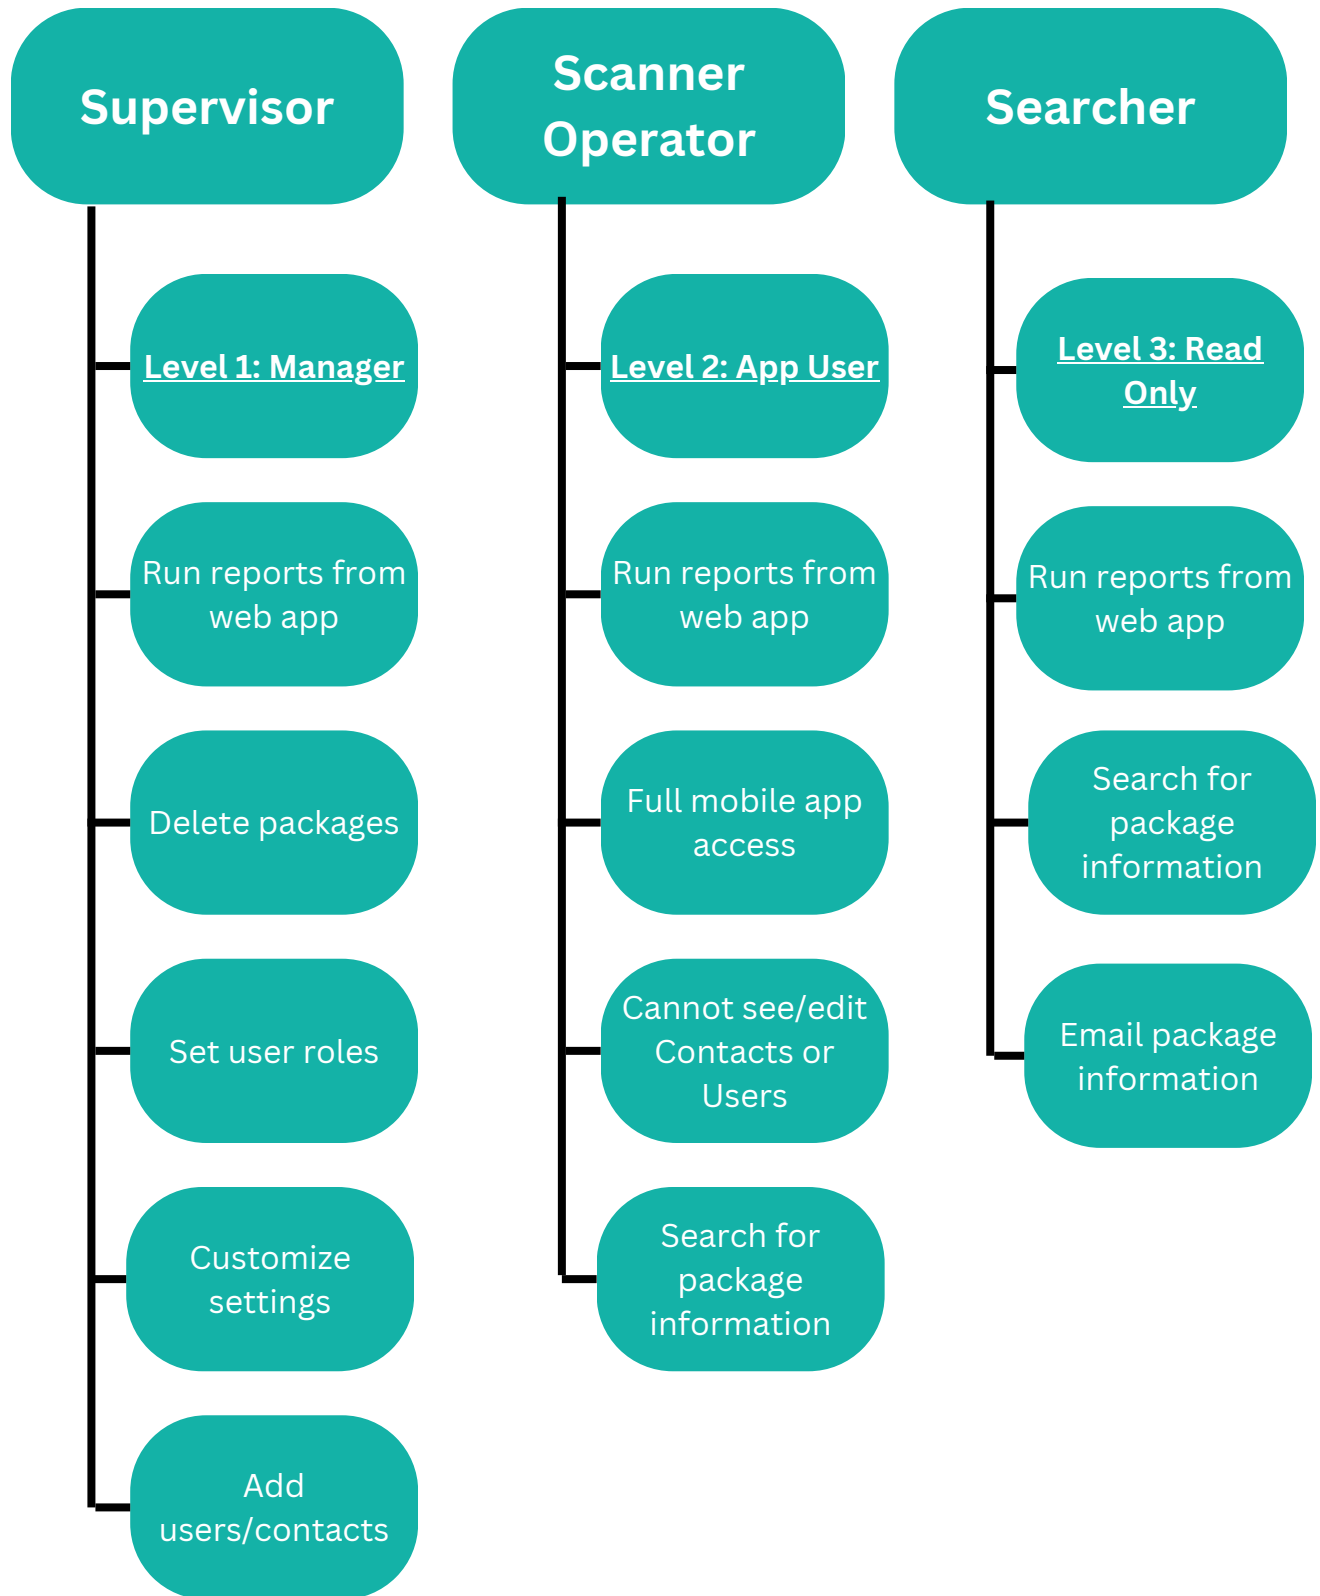 Supervisor
Level 1: Manager
Run reports from
web app
Delete packages
Set user roles
Customize
settings
Add
users/contacts
Scanner
Operator
Level 2: App User
Run reports from
web app
Full mobile app
access
Cannot see/edit
Contacts or
Users
Search for
package
information
Searcher
Level 3: Read
Only
Run reports from
web app
Search for
package
information
Email package
information